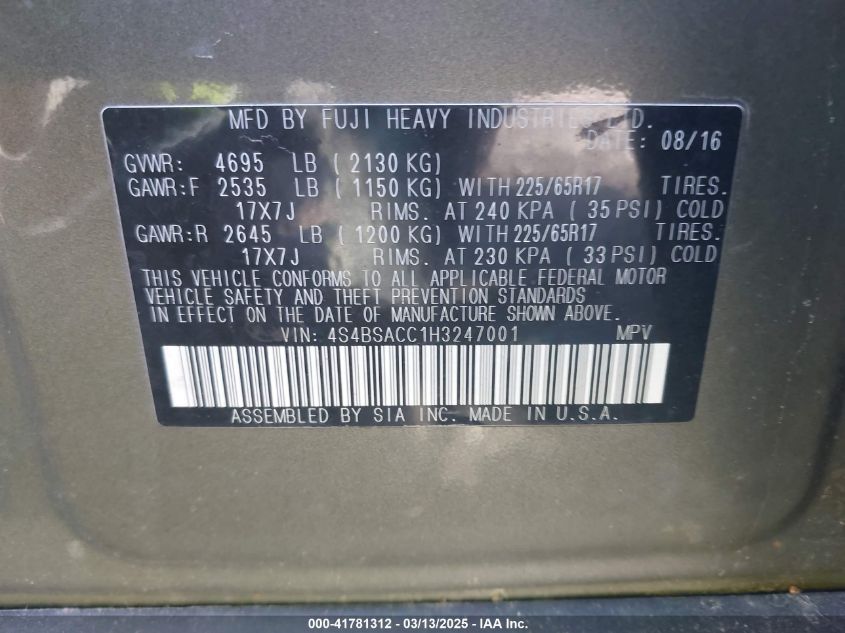 MFD BY FUJI HEAVY INDUSTRIES LTD.
DATE: 08/16
GVWR: 4695 LB ( 2130 KG)
GAWR:F 2535 LB ( 1150 KG) WITH 225/65R17 TIRES.
17X7J RIMS. AT 240 KPA ( 35 PSI) COLD
GAWR:R 2645 LB ( 1200 KG) WITH 225/65R17 TIRES.
17X7J RIMS. AT 230 KPA ( 33 PSI) COLD
THIS VEHICLE CONFORMS TO ALL APPLICABLE FEDERAL MOTOR
VEHICLE SAFETY AND THEFT PREVENTION STANDARDS
IN EFFECT ON THE DATE OF MANUFACTURE SHOWN ABOVE.
VIN: 4S4BSACC1H3247001 MPV
ASSEMBLED BY SIA INC. MADE IN U.S.A.
000-41781312 - 03/13/2025 - IAA Corp.